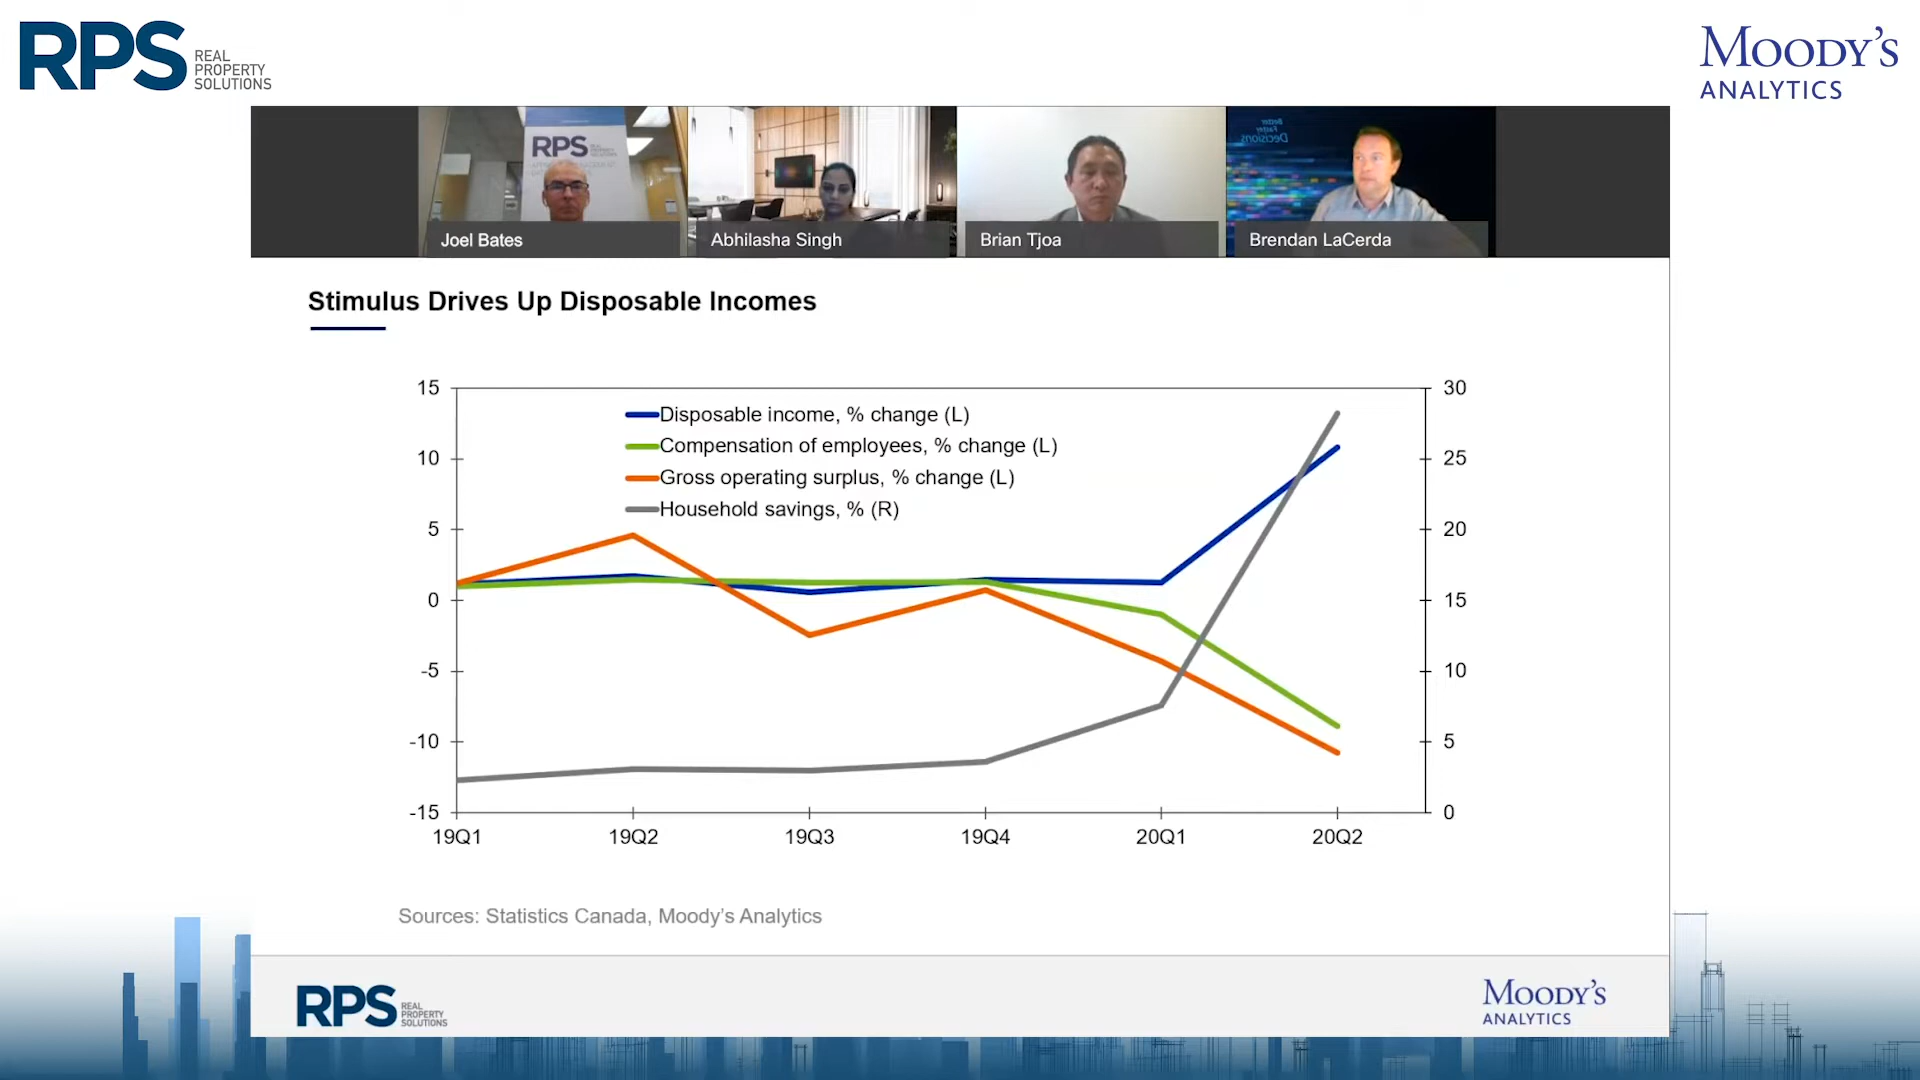 RPS REAL PROPERTY SOLUTIONS
MOODY'S ANALYTICS
RPS
Better
Faster
Decisions
Joel Bates
Abhilasha Singh
Brian Tjoa
Brendan LaCerda
Stimulus Drives Up Disposable Incomes
15
30
Disposable income, % change (L)
Compensation of employees, % change (L)
10
25
Gross operating surplus, % change (L)
Household savings, % (R)
5
20
0
15
-5
10
-10
5
-15
0
19Q1 19Q2 19Q3 19Q4 20Q1 20Q2
Sources: Statistics Canada, Moody’s Analytics
RPS REAL PROPERTY SOLUTIONS
MOODY'S ANALYTICS